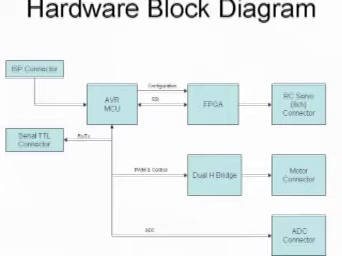 Hardware Block Diagram
ISP Connector
Configuration
AVR
MCU
SPI
FPGA
RC Servo
(8ch)
Connector
Serial TTL
Connector
Rx/Tx
PWM & Control
Dual H Bridge
Motor
Connector
ADC
ADC
Connector